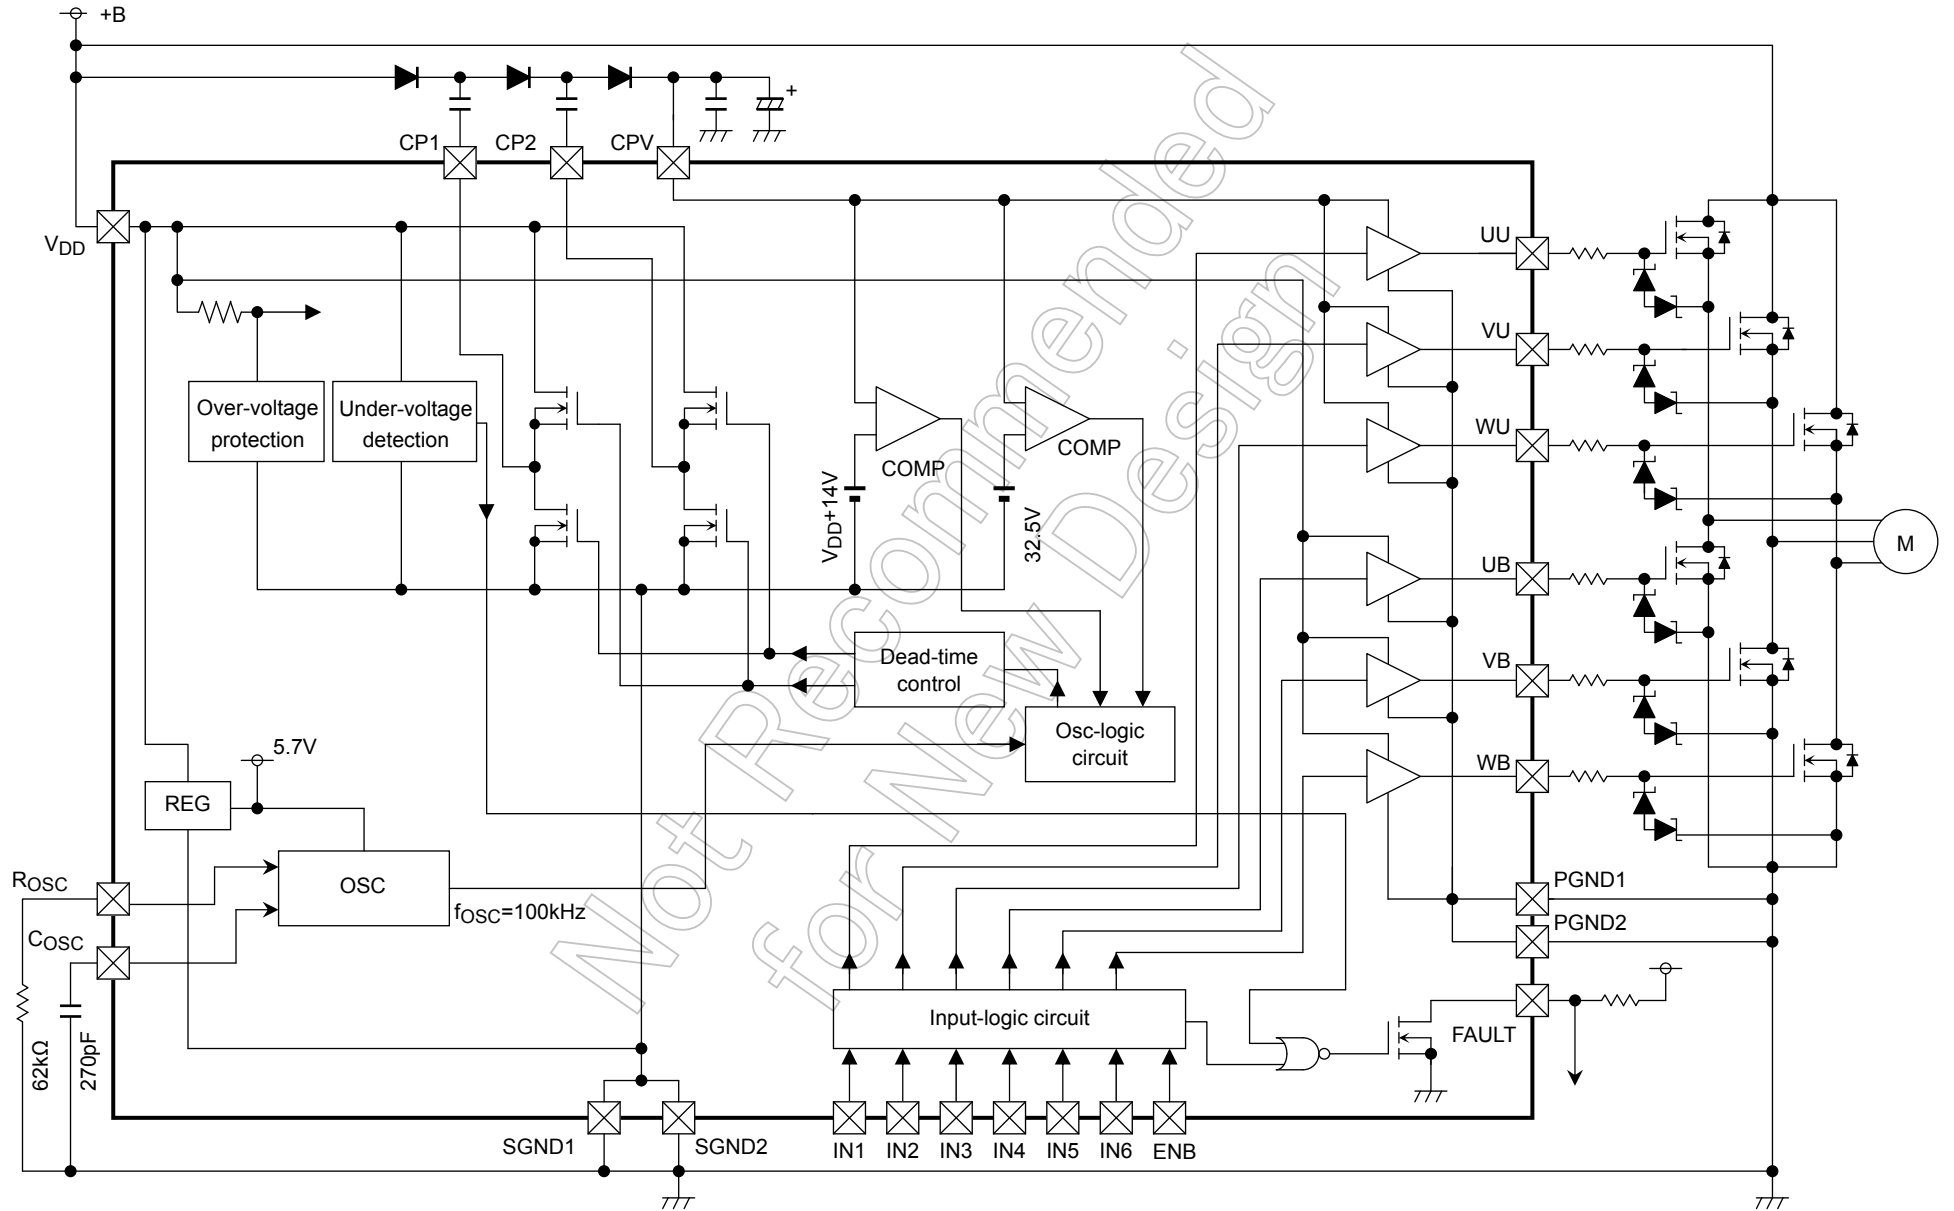 +B
+
CP1
CP2
CPV
VDD
UU
VU
WU
UB
VB
WB
Over-voltage
protection
Under-voltage
detection
COMP
COMP
VDD+14V
32.5V
M
Dead-time
control
Osc-logic
circuit
5.7V
REG
OSC
fOSC=100kHz
ROSC
COSC
62kΩ
270pF
PGND1
PGND2
Input-logic circuit
FAULT
SGND1
SGND2
IN1
IN2
IN3
IN4
IN5
IN6
ENB
Not Recommended
for New Design